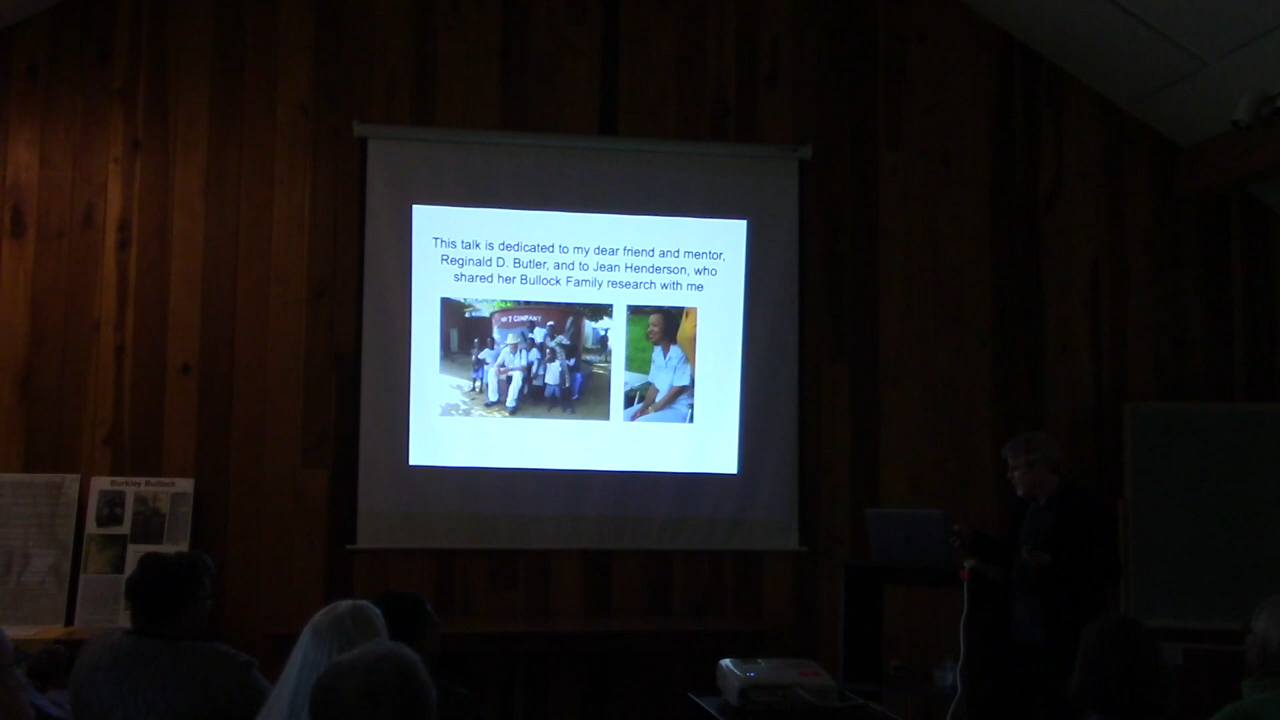 This talk is dedicated to my dear friend and mentor,
Reginald D. Butler, and to Jean Henderson, who
shared her Bullock Family research with me
COMPANY
Burkley Bullock